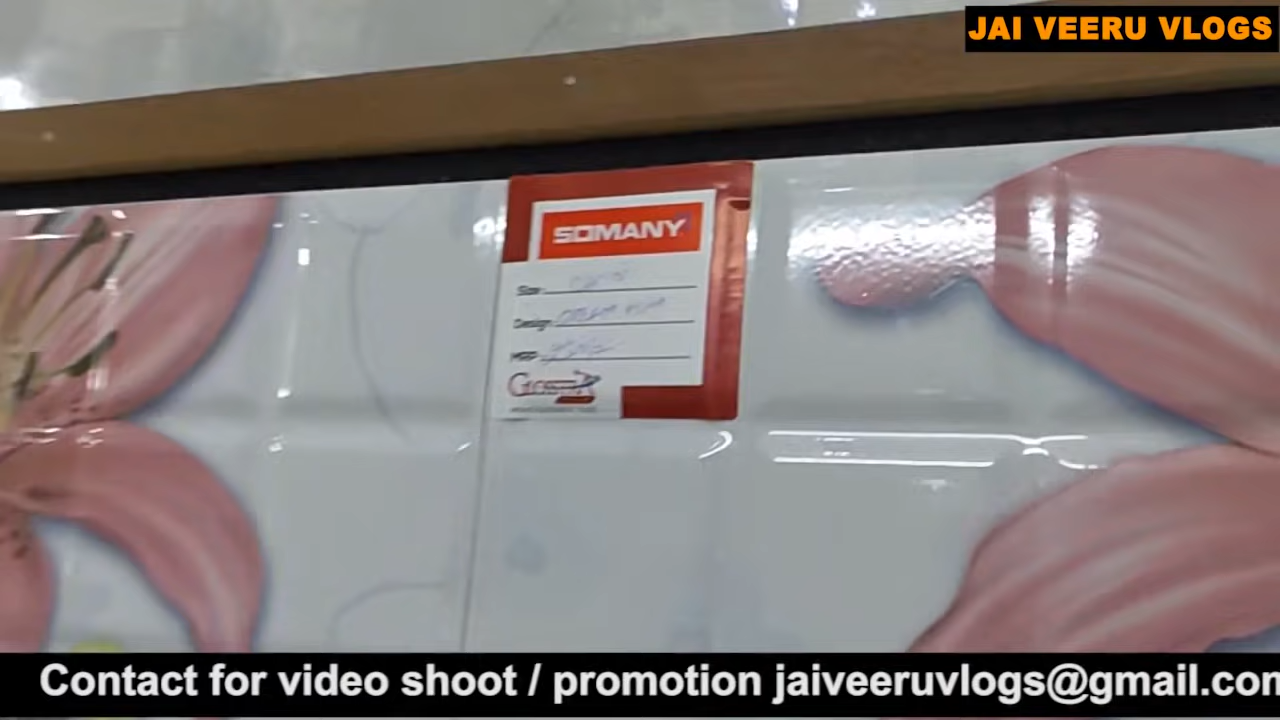 JAI VEERU VLOGS
SOMANY
Size:
Design:
MRP:
Contact for video shoot / promotion jaiveeruvlogs@gmail.com